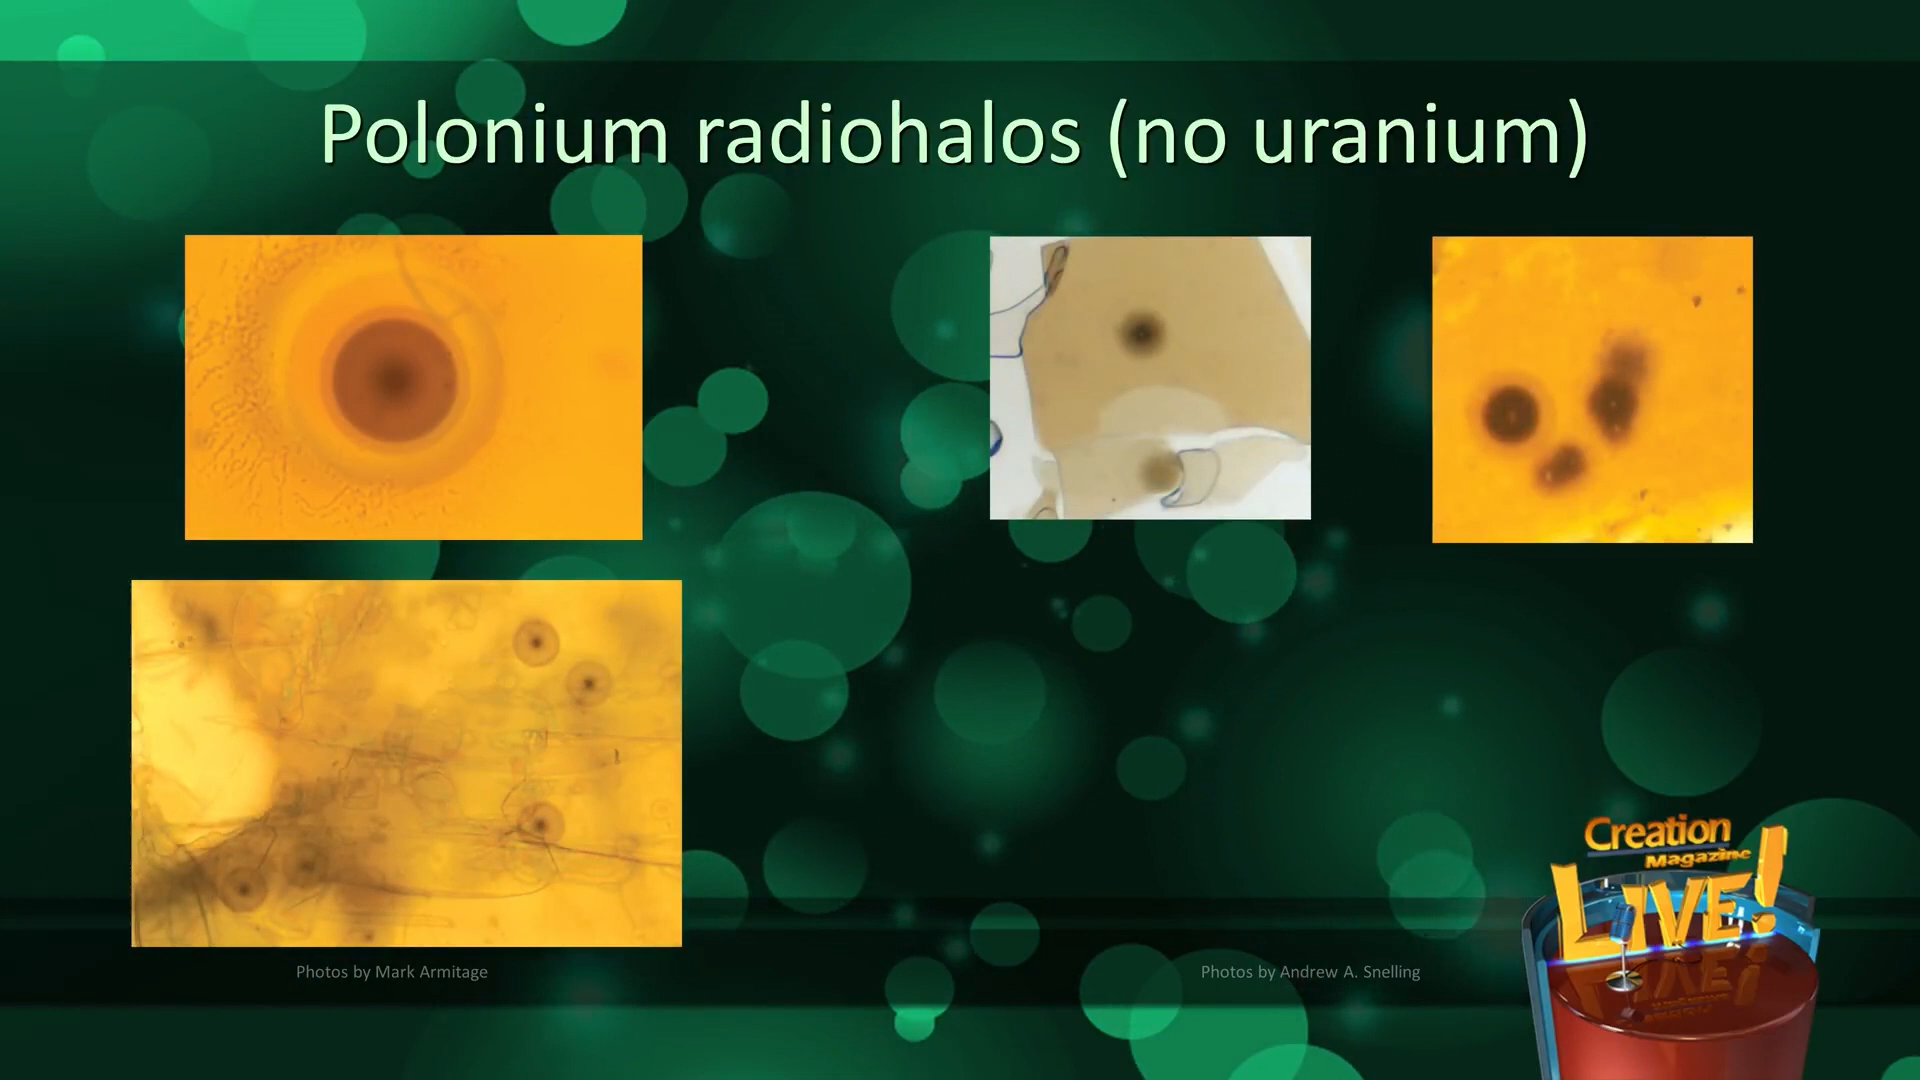 Polonium radiohalos (no uranium)
Photos by Mark Armitage
Photos by Andrew A. Snelling
Creation
Magazine
LIVE!